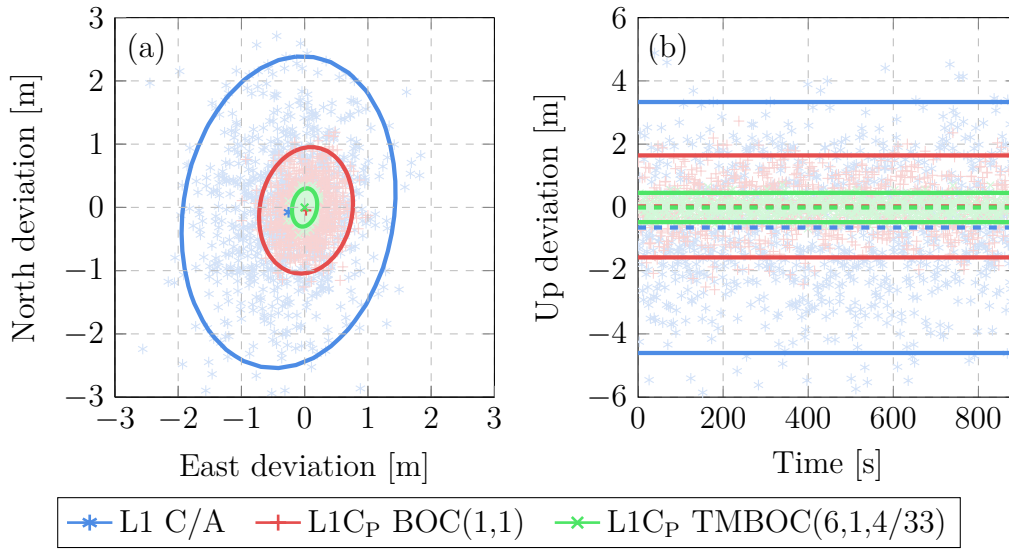 (a)
North deviation [m]
3
2
1
0
−1
−2
−3
−3 −2 −1 0 1 2 3
East deviation [m]
(b)
Up deviation [m]
6
4
2
0
−2
−4
−6
0 200 400 600 800
Time [s]
L1 C/A L1C_P BOC(1,1) L1C_P TMBOC(6,1,4/33)